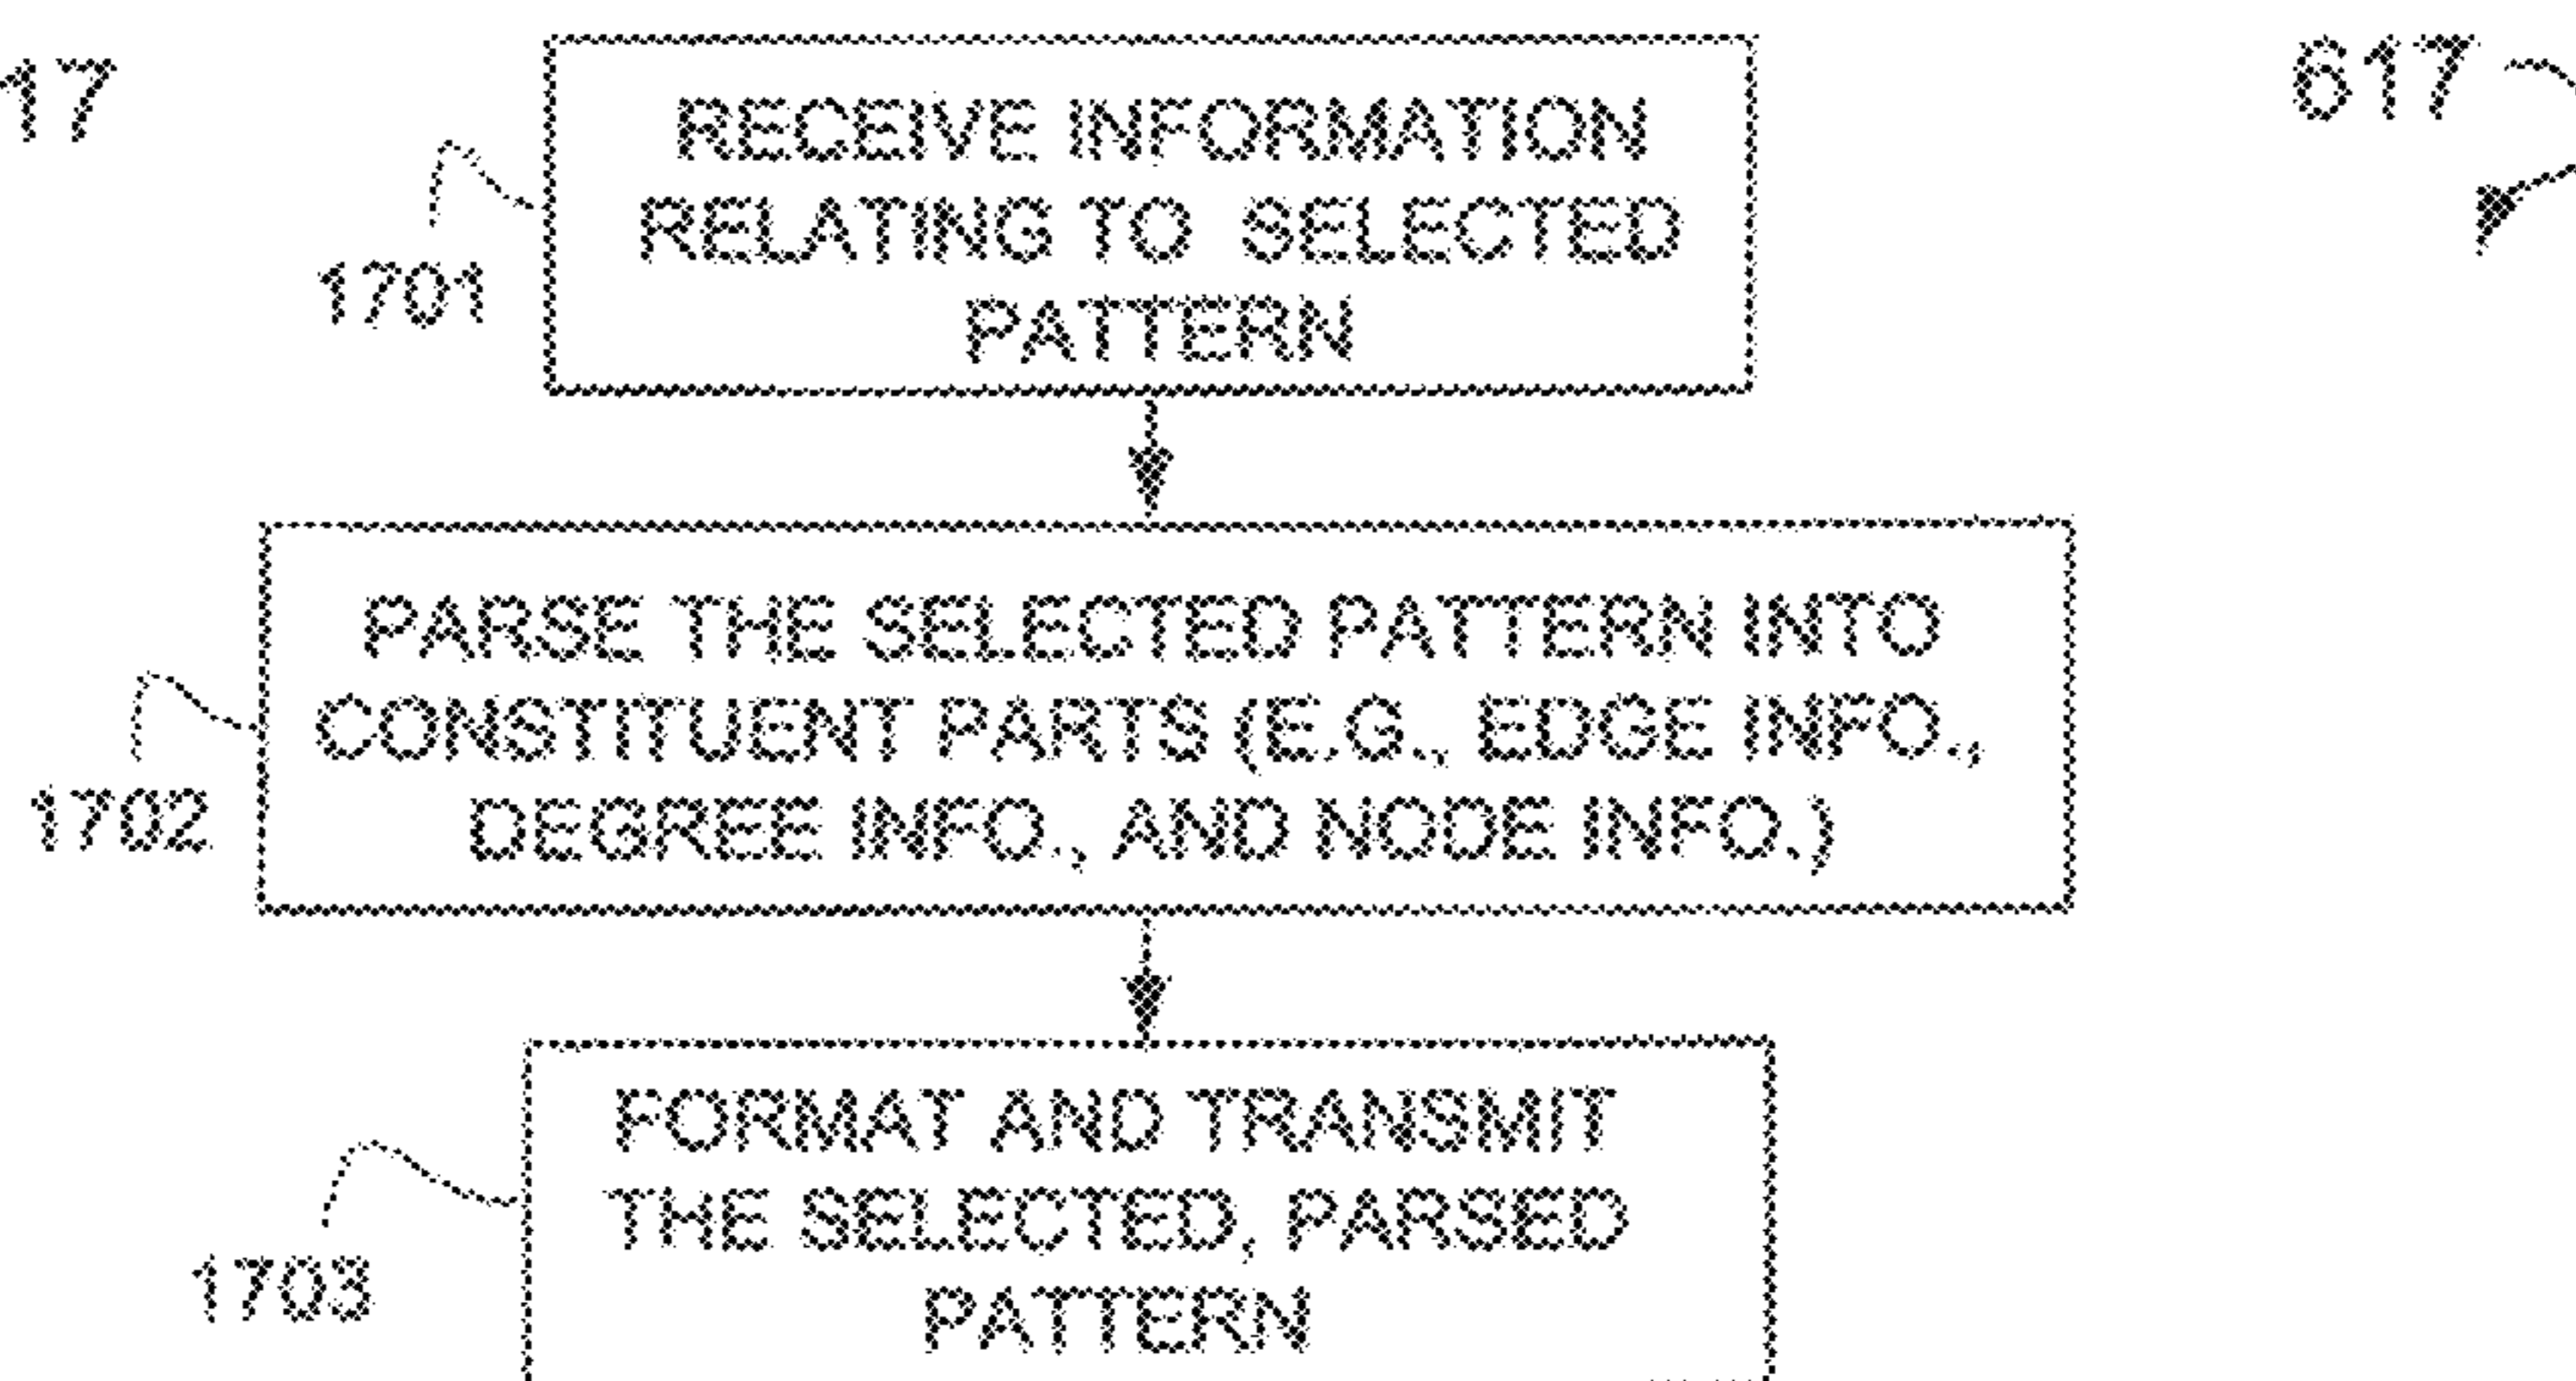 17
617
RECEIVE INFORMATION
RELATING TO SELECTED
PATTERN
1701
PARSE THE SELECTED PATTERN INTO
CONSTITUENT PARTS (E.G., EDGE INFO.,
DEGREE INFO., AND NODE INFO.)
1702
FORMAT AND TRANSMIT
THE SELECTED, PARSED
PATTERN
1703